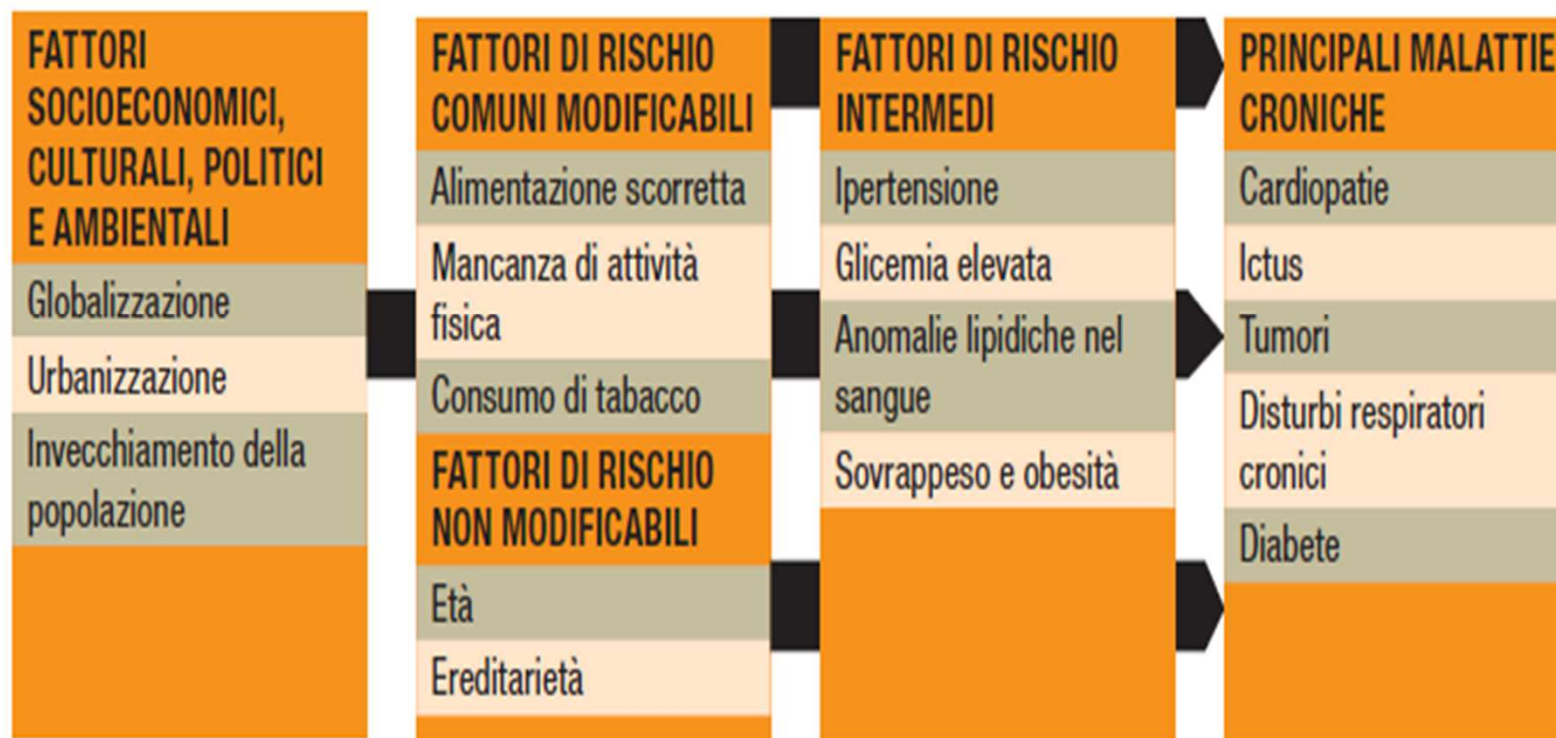 FATTORI
SOCIOECONOMICI,
CULTURALI, POLITICI
E AMBIENTALI
Globalizzazione
Urbanizzazione
Invecchiamento della
popolazione
FATTORI DI RISCHIO
COMUNI MODIFICABILI
Alimentazione scorretta
Mancanza di attività
fisica
Consumo di tabacco
FATTORI DI RISCHIO
NON MODIFICABILI
Età
Ereditarietà
FATTORI DI RISCHIO
INTERMEDI
Ipertensione
Glicemia elevata
Anomalie lipidiche nel
sangue
Sovrappeso e obesità
PRINCIPALI MALATTIE
CRONICHE
Cardiopatie
Ictus
Tumori
Disturbi respiratori
cronici
Diabete